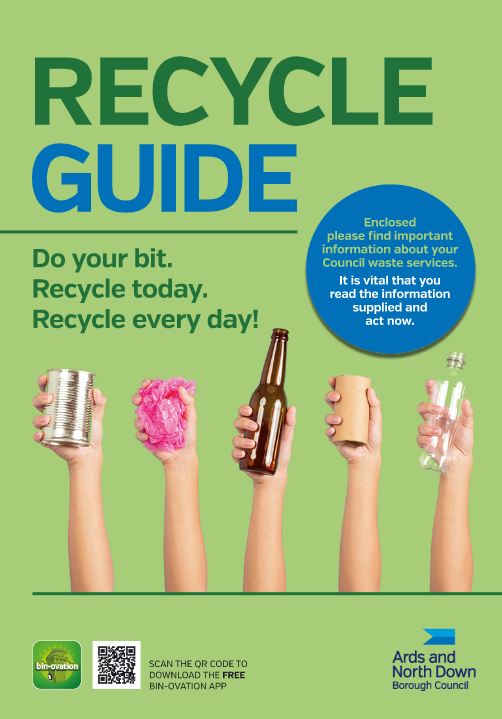 RECYCLE
GUIDE
Enclosed
please find important
information about your
Council waste services.
It is vital that you
read the information
supplied and
act now.
Do your bit.
Recycle today.
Recycle every day!
bin-ovation
SCAN THE QR CODE TO
DOWNLOAD THE FREE
BIN-OVATION APP
Ards and
North Down
Borough Council